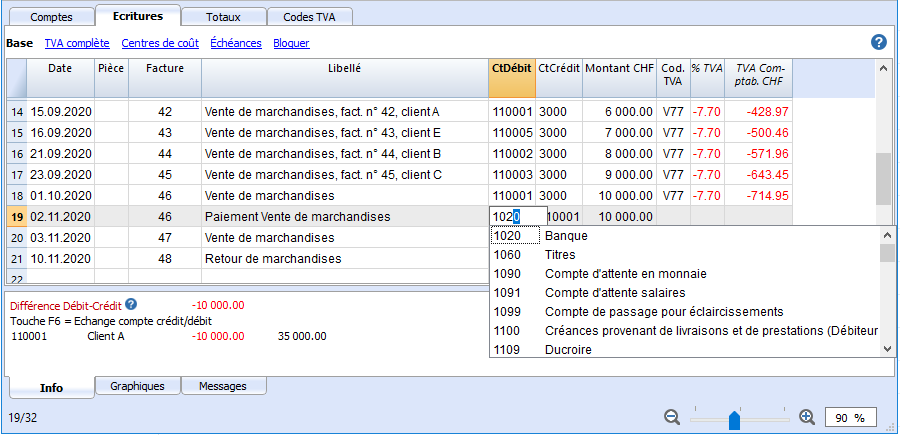 Comptes Ecritures Totaux Codes TVA
Base TVA complète Centres de coût Échéances Bloquer ?
Date Pièce Facture Libellé CtDébit CtCrédit Montant CHF Cod. TVA % TVA TVA Com-ptab. CHF
14 15.09.2020 42 Vente de marchandises, fact. n° 42, client A 110001 3000 6 000.00 V77 -7.70 -428.97
15 16.09.2020 43 Vente de marchandises, fact. n° 43, client E 110005 3000 7 000.00 V77 -7.70 -500.46
16 21.09.2020 44 Vente de marchandises, fact. n° 44, client B 110002 3000 8 000.00 V77 -7.70 -571.96
17 23.09.2020 45 Vente de marchandises, fact. n° 45, client C 110003 3000 9 000.00 V77 -7.70 -643.45
18 01.10.2020 46 Vente de marchandises 110001 3000 10 000.00 V77 -7.70 -714.95
19 02.11.2020 46 Paiement Vente de marchandises 1020 10001 10 000.00
20 03.11.2020 47 Vente de marchandises
21 10.11.2020 48 Retour de marchandises
22
1020 Banque
1060 Titres
1090 Compte d'attente en monnaie
1091 Compte d'attente salaires
1099 Compte de passage pour éclaircissements
1100 Créances provenant de livraisons et de prestations (Débiteur
1109 Ducroire
Différence Débit-Crédit ? -10 000.00
Touche F6 = Echange compte crédit/débit
110001 Client A -10 000.00 35 000.00
Info Graphiques Messages
19/32 90 %